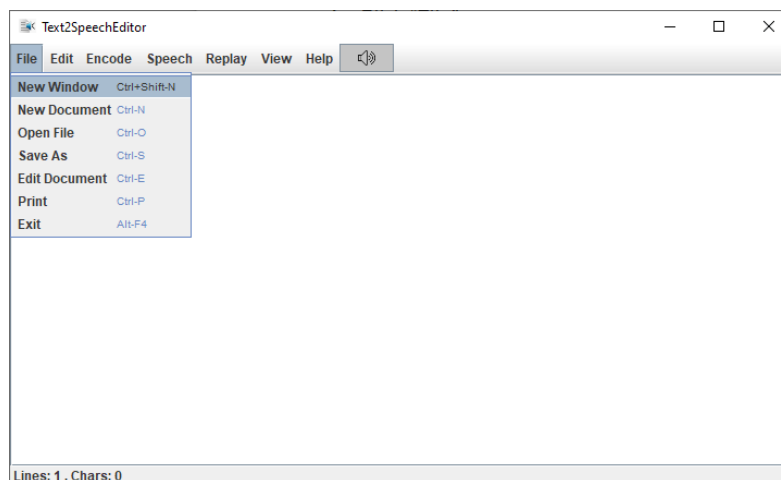 Text2SpeechEditor
File Edit Encode Speech Replay View Help
New Window Ctrl+Shift-N
New Document Ctrl-N
Open File Ctrl-O
Save As Ctrl-S
Edit Document Ctrl-E
Print Ctrl-P
Exit Alt-F4
Lines: 1 , Chars: 0